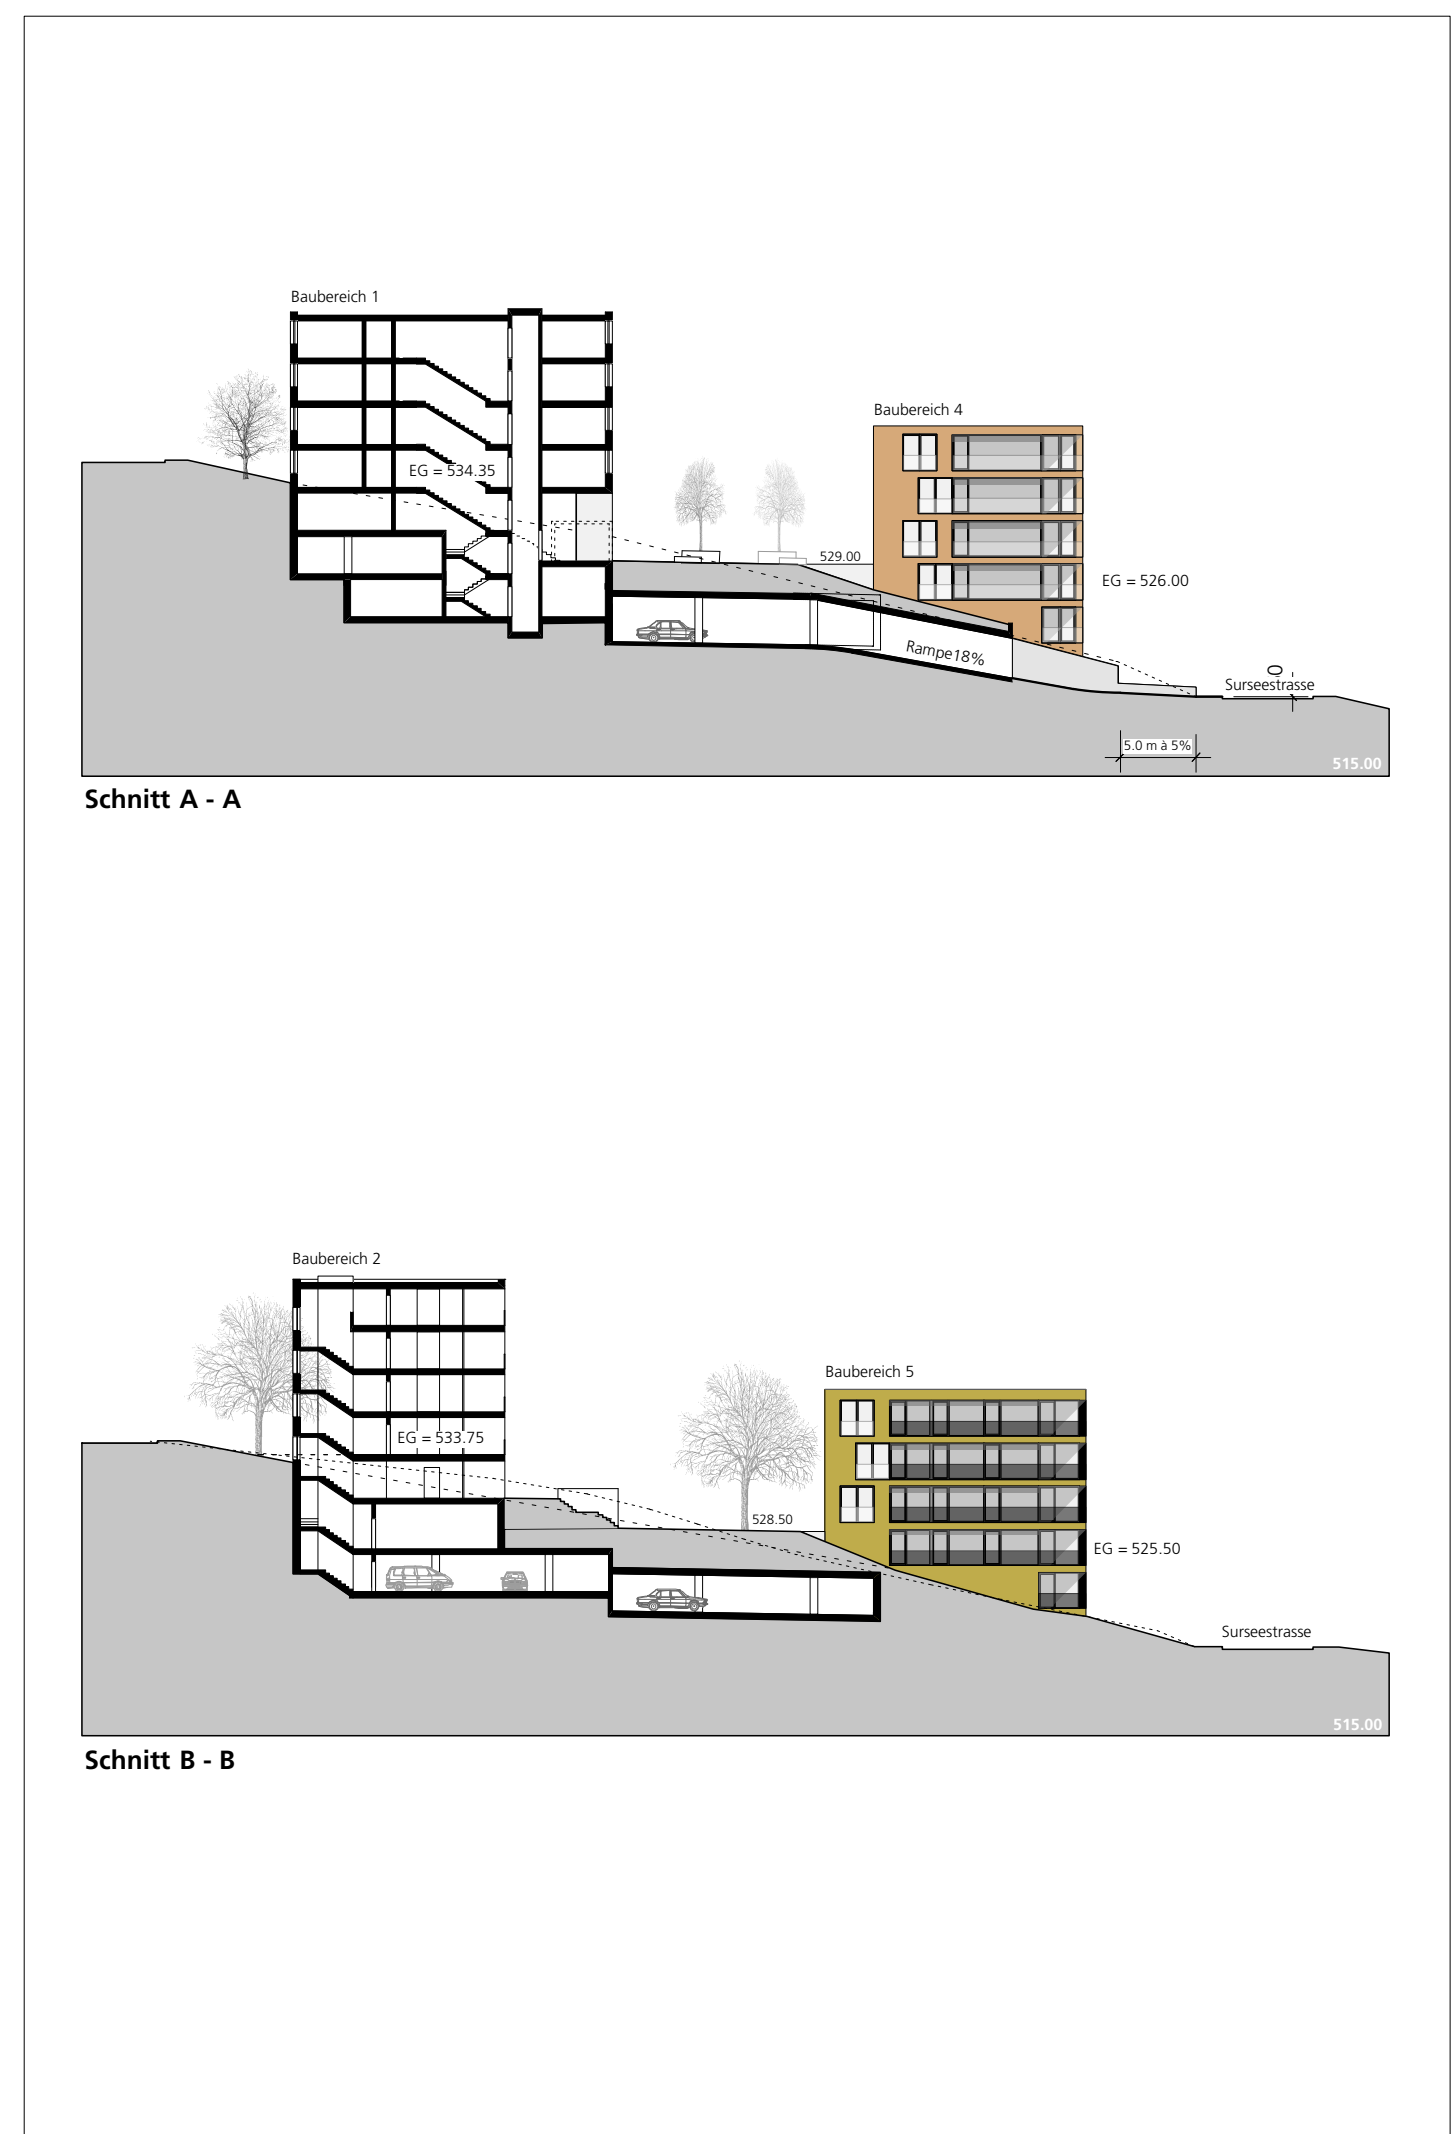 Baubereich 1
Baubereich 4
EG = 534.35
529.00
EG = 526.00
Rampe18%
0
Surseestrasse
5.0 m à 5%
515.00
Schnitt A - A
Baubereich 2
Baubereich 5
EG = 533.75
528.50
EG = 525.50
Surseestrasse
515.00
Schnitt B - B